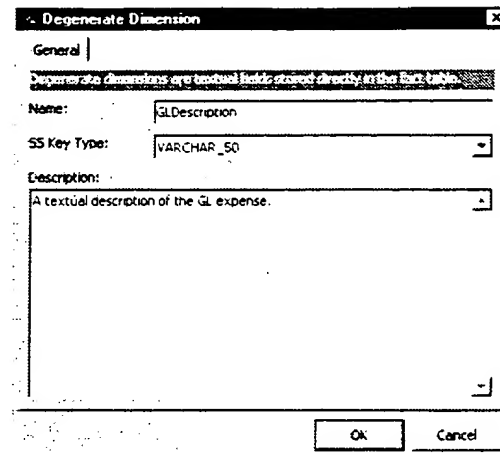 Degenerate Dimension
General
Degenerate dimensions are textual fields stored directly in the Fact table.
Name:
GLDescription
SS Key Type:
VARCHAR_50
Description:
A textual description of the GL expense.
OK
Cancel